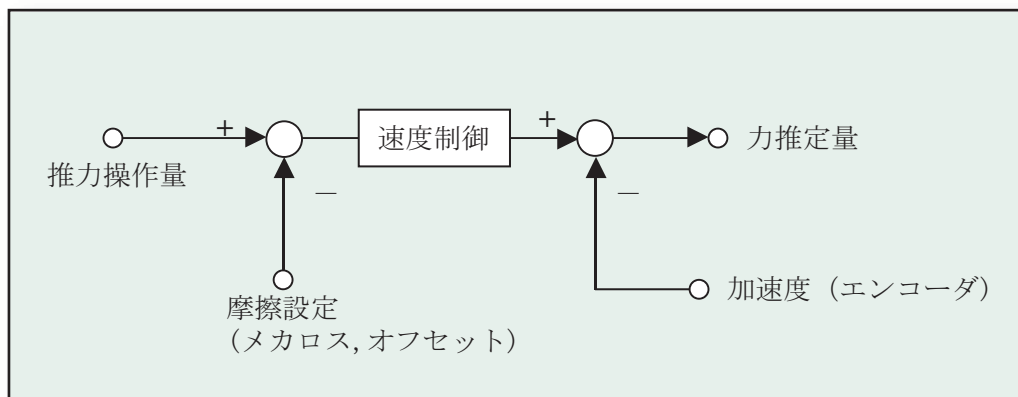 +
速度制御
+
力推定量
推力操作量
−
−
摩擦設定
(メカロス, オフセット)
加速度 (エンコーダ)